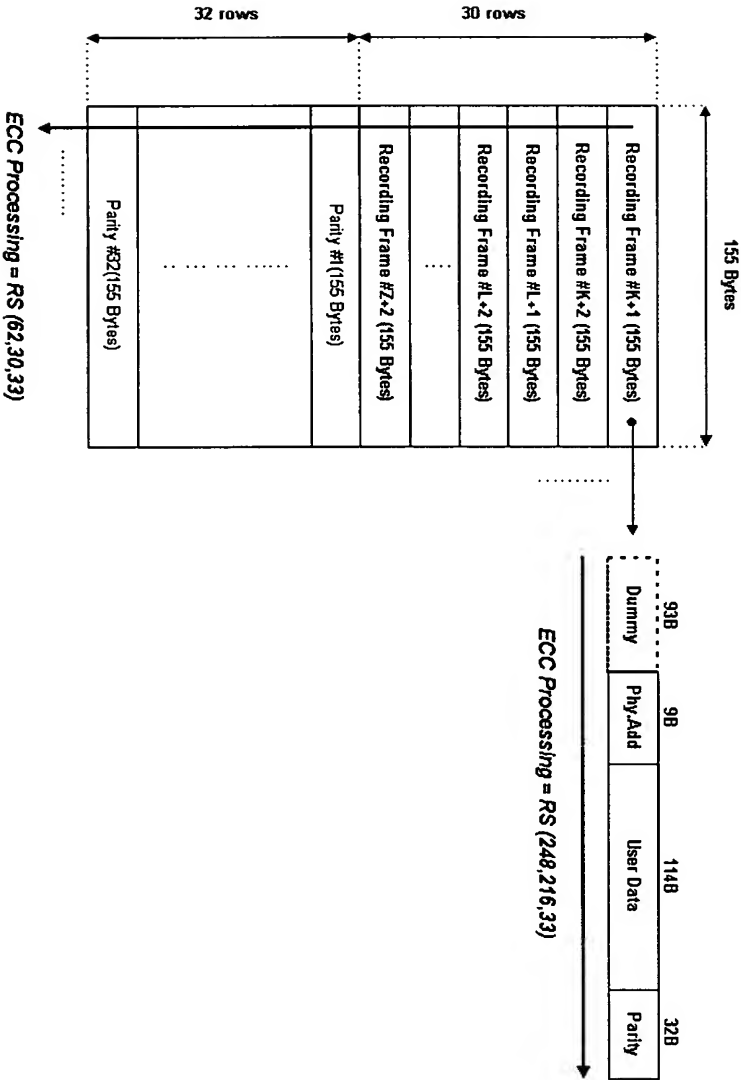 32 rows
30 rows
155 Bytes
Recording Frame #K+1 (155 Bytes)
Recording Frame #K+2 (155 Bytes)
Recording Frame #L+1 (155 Bytes)
Recording Frame #L+2 (155 Bytes)
Recording Frame #Z+2 (155 Bytes)
Parity #1(155 Bytes)
Parity #32(155 Bytes)
ECC Processing = RS (62,30,33)
93B
9B
114B
32B
Dummy
Phy.Add
User Data
Parity
ECC Processing = RS (248,216,33)